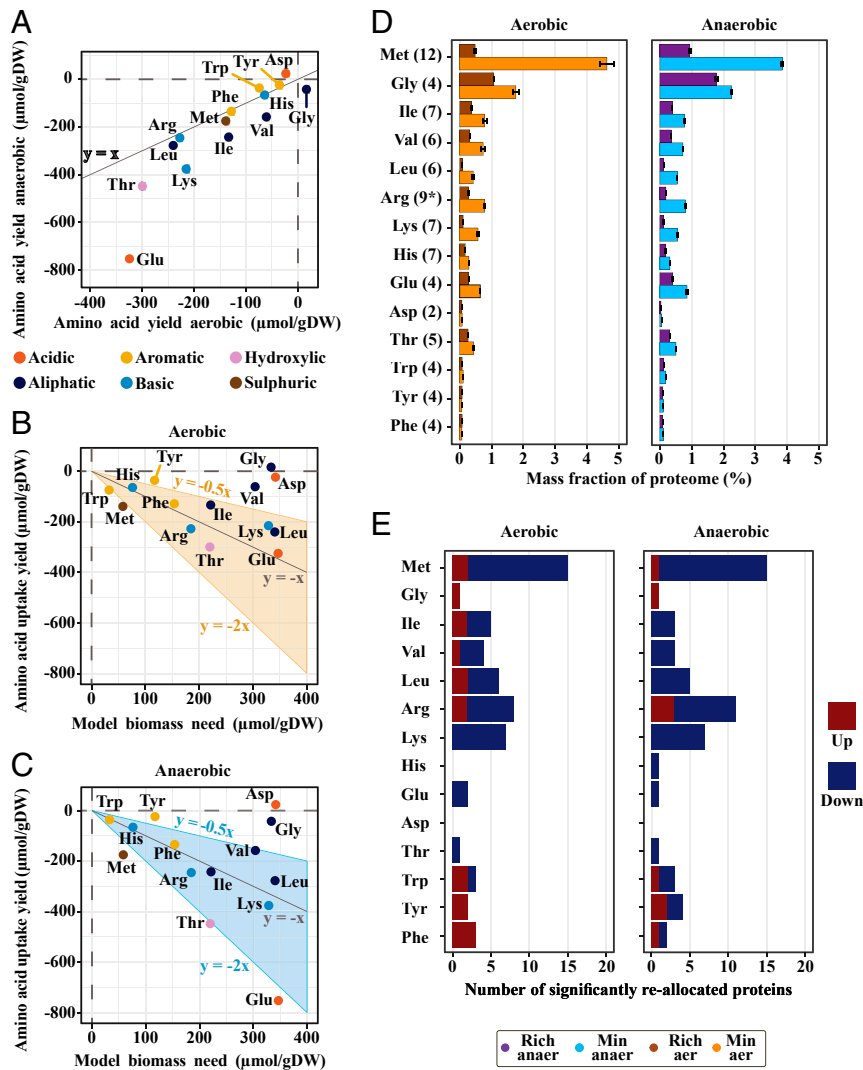 A
Amino acid yield anaerobic (μmol/gDW)
0
-200
-400
-600
-800
Tyr
Asp
Trp
His
Phe
Met
Arg
Gly
Val
Ile
Leu
y = x
Lys
Thr
Glu
-400
-300
-200
-100
0
Amino acid yield aerobic (μmol/gDW)
Acidic
Aromatic
Hydroxylic
Aliphatic
Basic
Sulphuric
B
Aerobic
Amino acid uptake yield (μmol/gDW)
0
-200
-400
-600
-800
Tyr
Gly
His
y = -0.5x
Asp
Trp
Val
Phe
Ile
Met
Arg
Lys
Leu
Thr
Glu
y = -x
y = -2x
0
100
200
300
400
Model biomass need (μmol/gDW)
C
Anaerobic
Amino acid uptake yield (μmol/gDW)
0
-200
-400
-600
-800
Trp
Tyr
Asp
y = -0.5x
Gly
His
Phe
Val
Met
Arg
Ile
Leu
Lys
Thr
y = -x
y = -2x
Glu
0
100
200
300
400
Model biomass need (μmol/gDW)
D
Aerobic
Anaerobic
Met (12)
Gly (4)
Ile (7)
Val (6)
Leu (6)
Arg (9*)
Lys (7)
His (7)
Glu (4)
Asp (2)
Thr (5)
Trp (4)
Tyr (4)
Phe (4)
0 1 2 3 4 5
0 1 2 3 4 5
Mass fraction of proteome (%)
E
Aerobic
Anaerobic
Met
Gly
Ile
Val
Leu
Arg
Lys
His
Glu
Asp
Thr
Trp
Tyr
Phe
Up
Down
0 5 10 15 20
0 5 10 15 20
Number of significantly re-allocated proteins
Rich anaer
Min anaer
Rich aer
Min aer